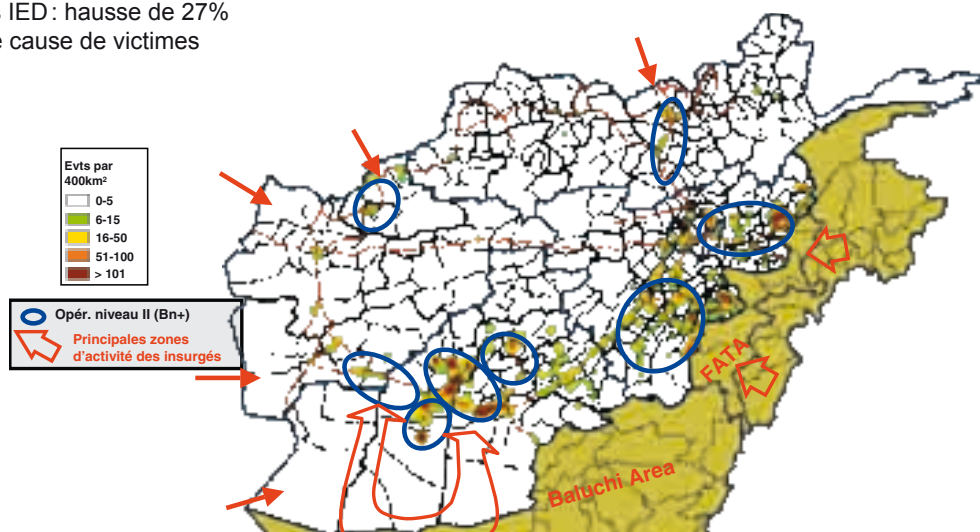 IED : hausse de 27%
cause de victimes
Evts par
400km²
0-5
6-15
16-50
51-100
> 101
Opér. niveau II (Bn+)
Principales zones
d'activité des insurgés
FATA
Baluchi Area